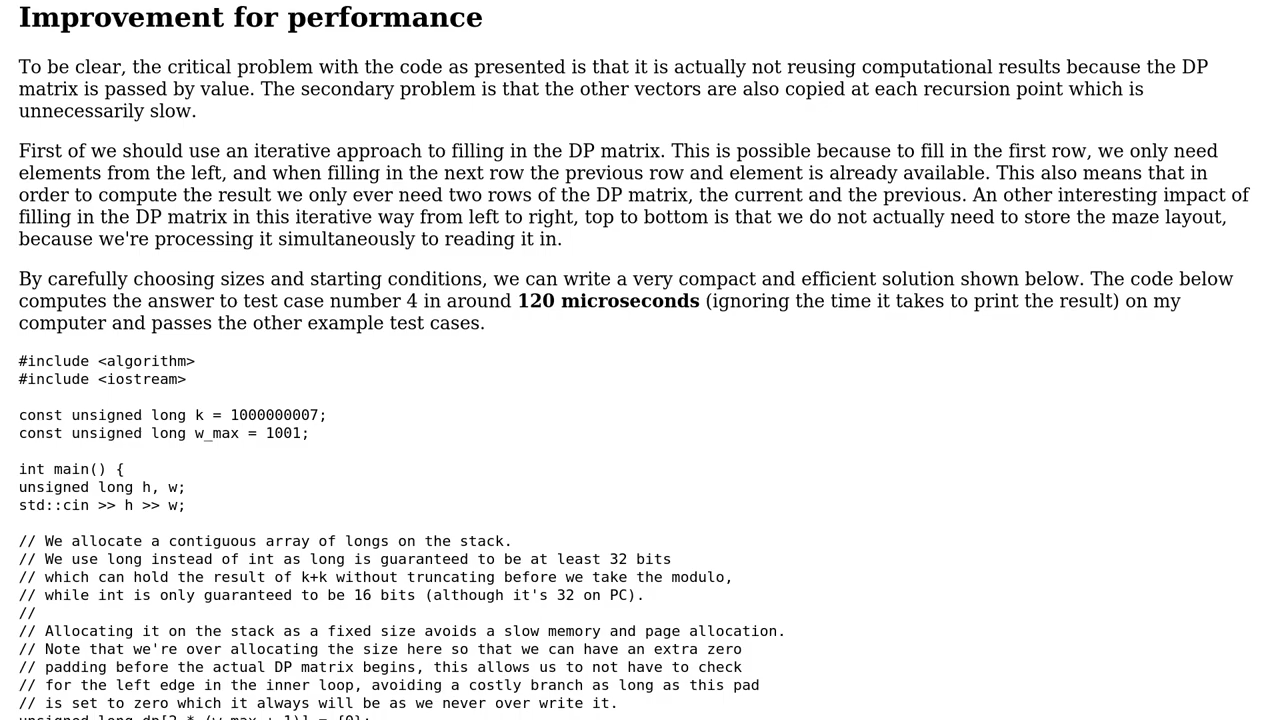 Improvement for performance
To be clear, the critical problem with the code as presented is that it is actually not reusing computational results because the DP
matrix is passed by value. The secondary problem is that the other vectors are also copied at each recursion point which is
unnecessarily slow.
First of we should use an iterative approach to filling in the DP matrix. This is possible because to fill in the first row, we only need
elements from the left, and when filling in the next row the previous row and element is already available. This also means that in
order to compute the result we only ever need two rows of the DP matrix, the current and the previous. An other interesting impact of
filling in the DP matrix in this iterative way from left to right, top to bottom is that we do not actually need to store the maze layout,
because we're processing it simultaneously to reading it in.
By carefully choosing sizes and starting conditions, we can write a very compact and efficient solution shown below. The code below
computes the answer to test case number 4 in around 120 microseconds (ignoring the time it takes to print the result) on my
computer and passes the other example test cases.
#include <algorithm>
#include <iostream>
const unsigned long k = 1000000007;
const unsigned long w_max = 1001;
int main() {
unsigned long h, w;
std::cin >> h >> w;
// We allocate a contiguous array of longs on the stack.
// We use long instead of int as long is guaranteed to be at least 32 bits
// which can hold the result of k+k without truncating before we take the modulo,
// while int is only guaranteed to be 16 bits (although it's 32 on PC).
//
// Allocating it on the stack as a fixed size avoids a slow memory and page allocation.
// Note that we're over allocating the size here so that we can have an extra zero
// padding before the actual DP matrix begins, this allows us to not have to check
// for the left edge in the inner loop, avoiding a costly branch as long as this pad
// is set to zero which it always will be as we never over write it.
unsigned long dp[2 * (w_max + 1)] = {0};